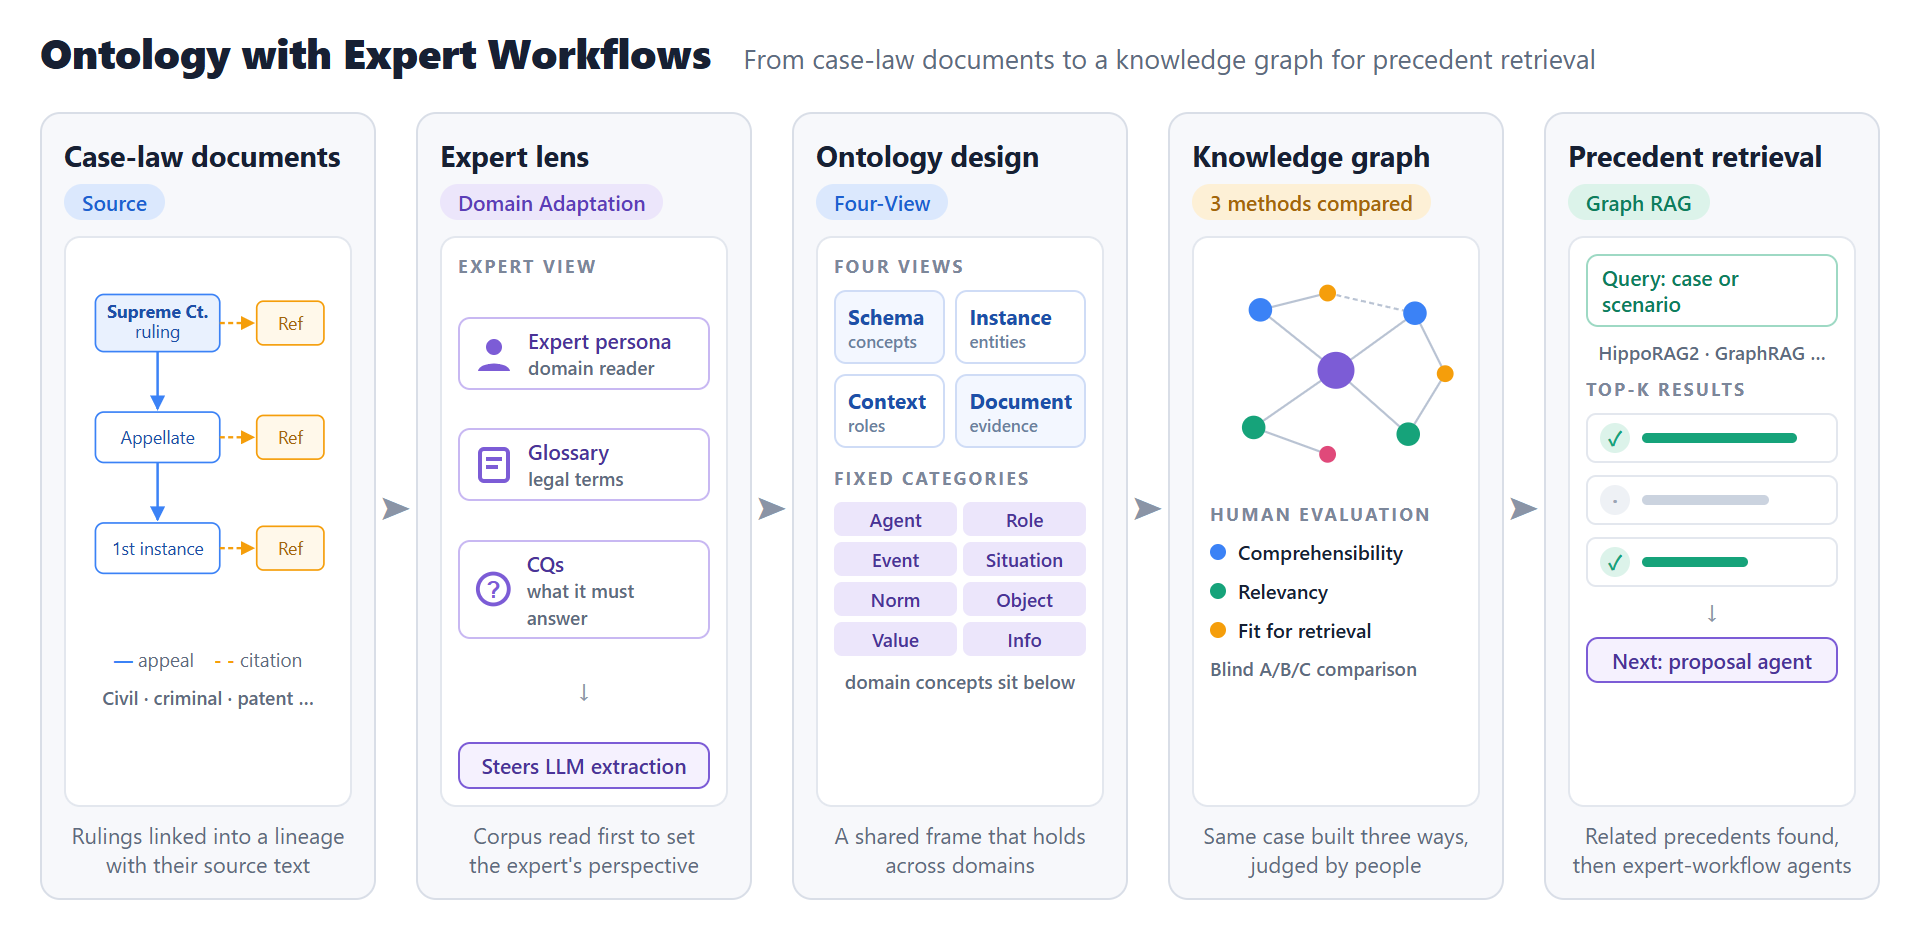 Ontology with Expert Workflows
From case-law documents to a knowledge graph for precedent retrieval
Case-law documents
Source
Supreme Ct.
ruling
Ref
Appellate
Ref
1st instance
Ref
appeal
citation
Civil · criminal · patent ...
Rulings linked into a lineage
with their source text
Expert lens
Domain Adaptation
EXPERT VIEW
Expert persona
domain reader
Glossary
legal terms
?
CQs
what it must
answer
↓
Steers LLM extraction
Corpus read first to set
the expert's perspective
Ontology design
Four-View
FOUR VIEWS
Schema
concepts
Instance
entities
Context
roles
Document
evidence
FIXED CATEGORIES
Agent
Role
Event
Situation
Norm
Object
Value
Info
domain concepts sit below
A shared frame that holds
across domains
Knowledge graph
3 methods compared
HUMAN EVALUATION
Comprehensibility
Relevancy
Fit for retrieval
Blind A/B/C comparison
Same case built three ways,
judged by people
Precedent retrieval
Graph RAG
Query: case or
scenario
HippoRAG2 · GraphRAG ...
TOP-K RESULTS
✓
·
✓
↓
Next: proposal agent
Related precedents found,
then expert-workflow agents